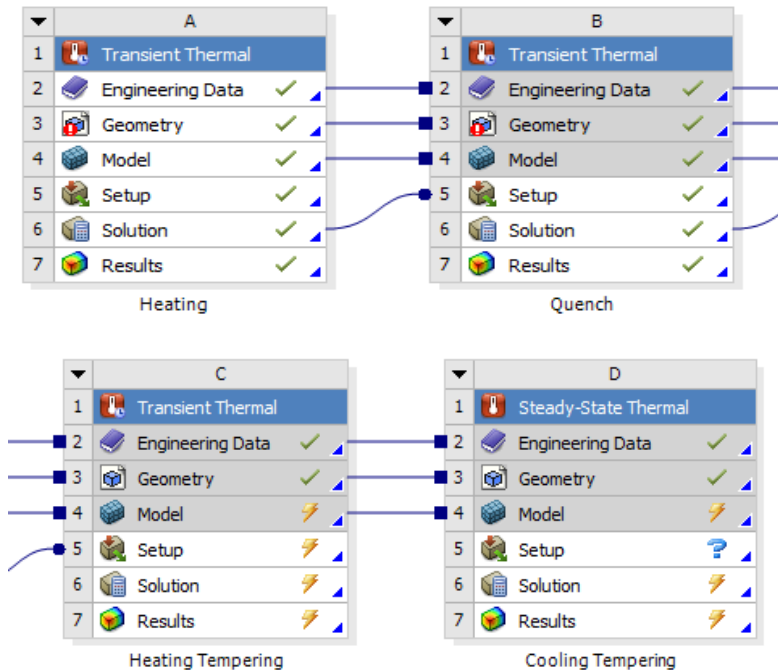 A
1 Transient Thermal
2 Engineering Data
3 Geometry
4 Model
5 Setup
6 Solution
7 Results
Heating
B
1 Transient Thermal
2 Engineering Data
3 Geometry
4 Model
5 Setup
6 Solution
7 Results
Quench
C
1 Transient Thermal
2 Engineering Data
3 Geometry
4 Model
5 Setup
6 Solution
7 Results
Heating Tempering
D
1 Steady-State Thermal
2 Engineering Data
3 Geometry
4 Model
5 Setup ?
6 Solution
7 Results
Cooling Tempering